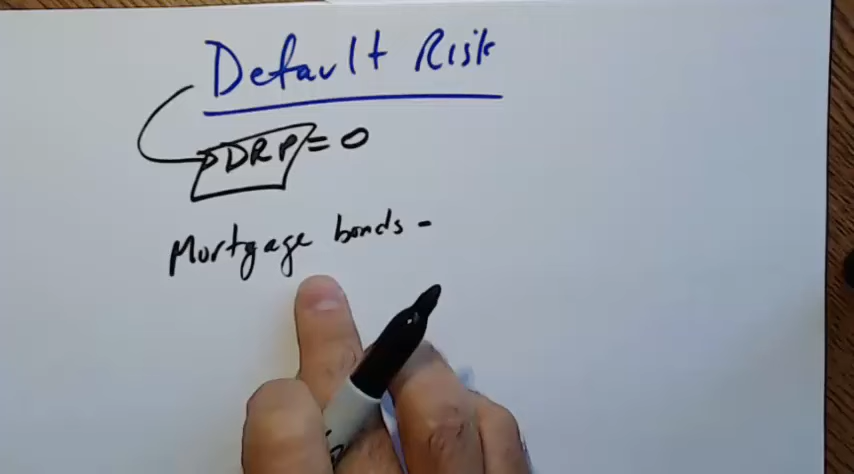 Default Risk
DRP = 0
Mortgage bonds -